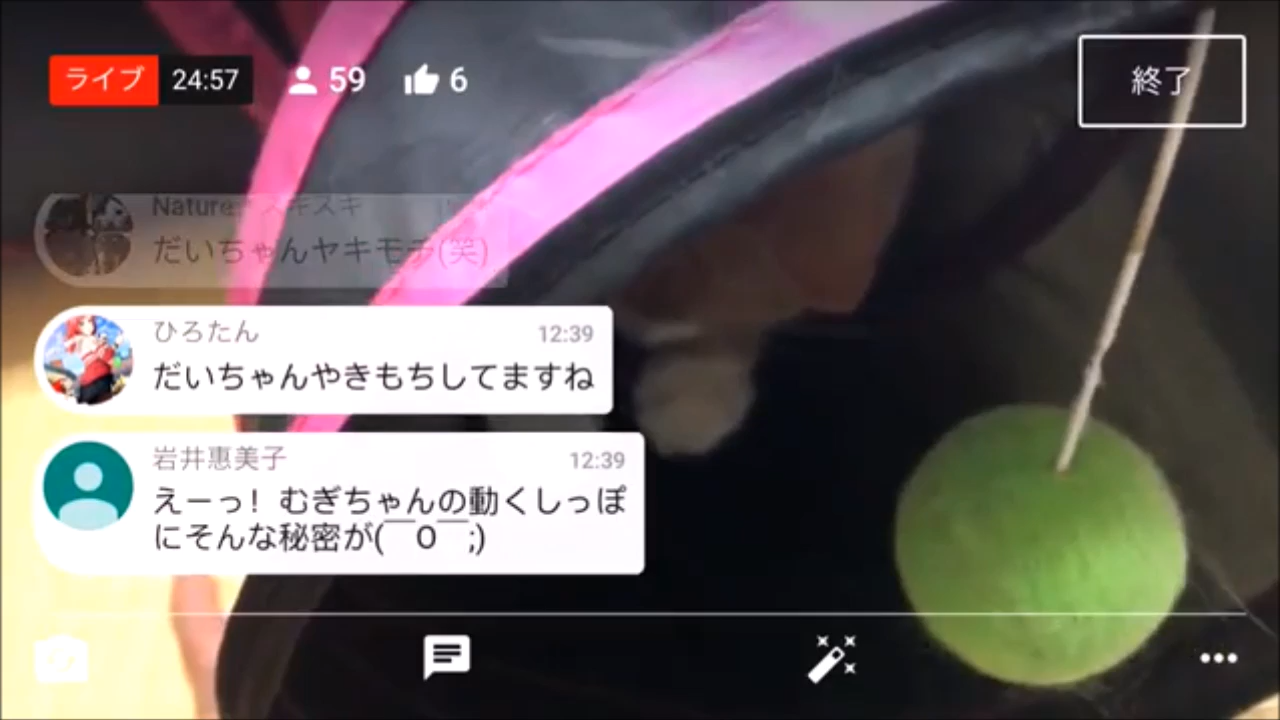 ライブ 24:57 59 6
終了
だいちゃんヤキモチ(笑)
ひろたん 12:39
だいちゃんやきもちしてますね
岩井惠美子 12:39
えーっ！むぎちゃんの動くしっぽ
にそんな秘密が(￣O￣;)